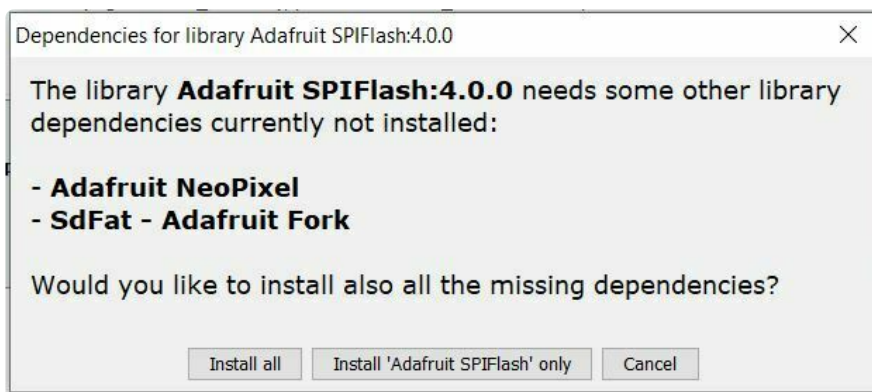 Dependencies for library Adafruit SPIFlash:4.0.0
The library Adafruit SPIFlash:4.0.0 needs some other library
dependencies currently not installed:
- Adafruit NeoPixel
- SdFat - Adafruit Fork
Would you like to install also all the missing dependencies?
Install all Install 'Adafruit SPIFlash' only Cancel